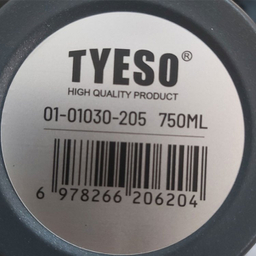 TYESO®
HIGH QUALITY PRODUCT
01-01030-205 750ML
6 978266 206204